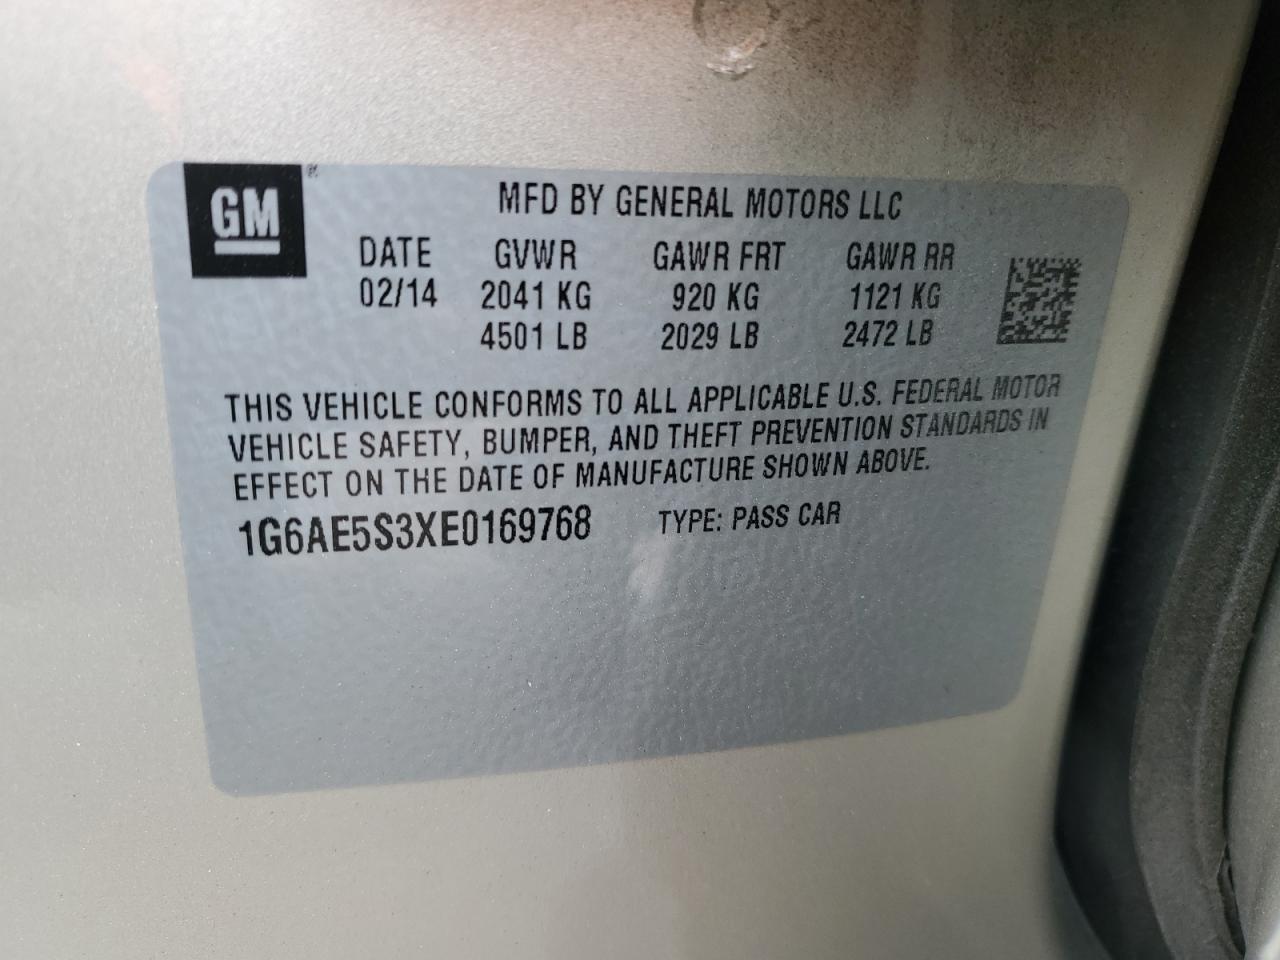 GM
MFD BY GENERAL MOTORS LLC
DATE GVWR GAWR FRT GAWR RR
02/14 2041 KG 920 KG 1121 KG
4501 LB 2029 LB 2472 LB
THIS VEHICLE CONFORMS TO ALL APPLICABLE U.S. FEDERAL MOTOR
VEHICLE SAFETY, BUMPER, AND THEFT PREVENTION STANDARDS IN
EFFECT ON THE DATE OF MANUFACTURE SHOWN ABOVE.
1G6AE5S3XE0169768 TYPE: PASS CAR